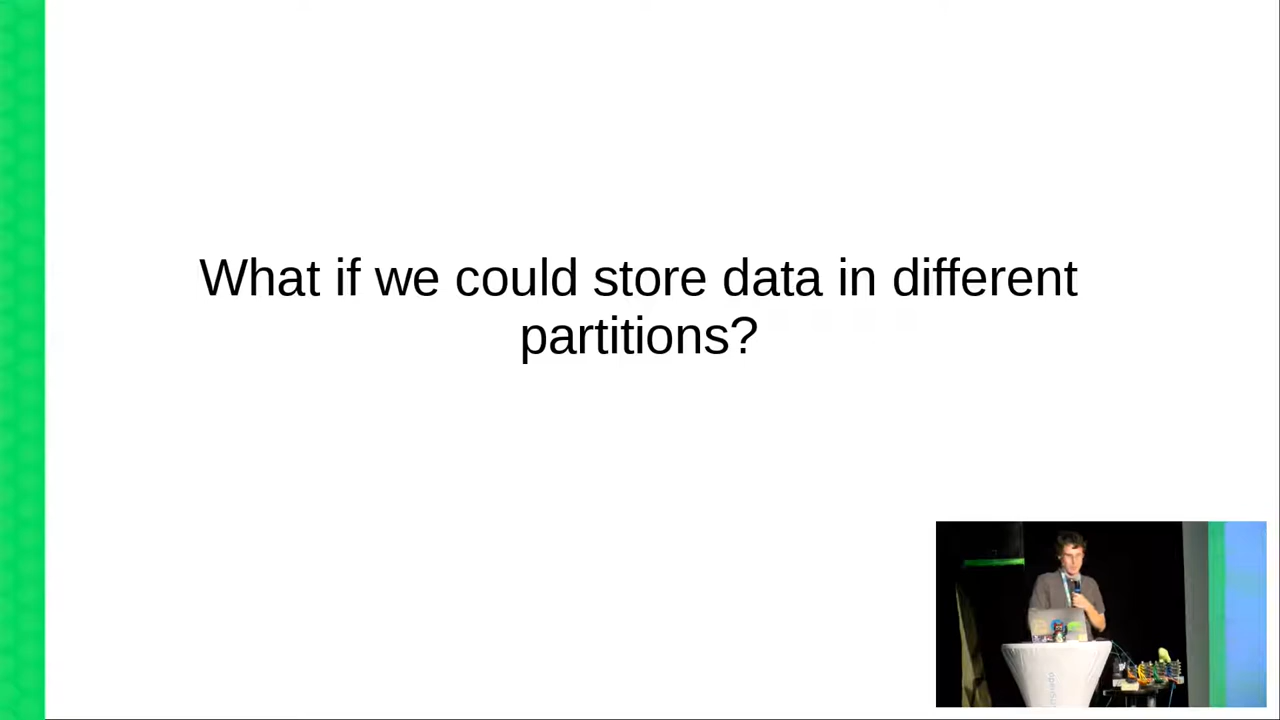 What if we could store data in different
partitions?